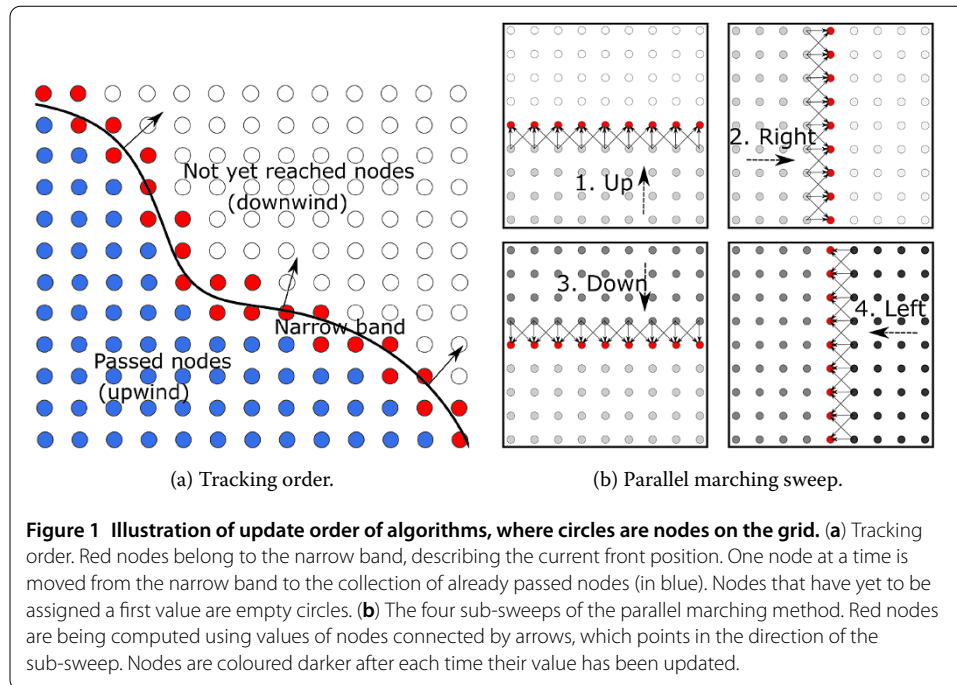 Not yet reached nodes
(downwind)
Narrow band
Passed nodes
(upwind)
(a) Tracking order.
1. Up
2. Right
3. Down
4. Left
(b) Parallel marching sweep.
Figure 1 Illustration of update order of algorithms, where circles are nodes on the grid. (a) Tracking
order. Red nodes belong to the narrow band, describing the current front position. One node at a time is
moved from the narrow band to the collection of already passed nodes (in blue). Nodes that have yet to be
assigned a first value are empty circles. (b) The four sub-sweeps of the parallel marching method. Red nodes
are being computed using values of nodes connected by arrows, which points in the direction of the
sub-sweep. Nodes are coloured darker after each time their value has been updated.